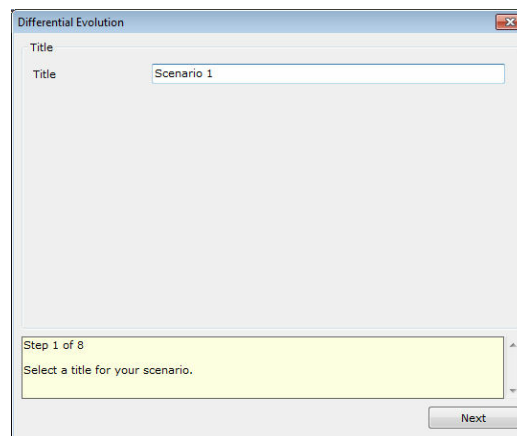 Differential Evolution
Title
Title
Scenario 1
Step 1 of 8
Select a title for your scenario.
Next